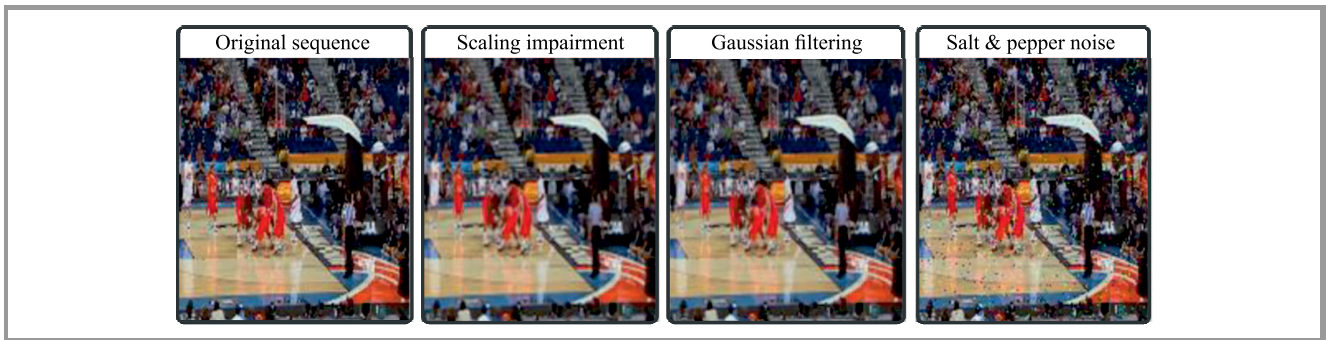 Original sequence
Scaling impairment
Gaussian filtering
Salt & pepper noise